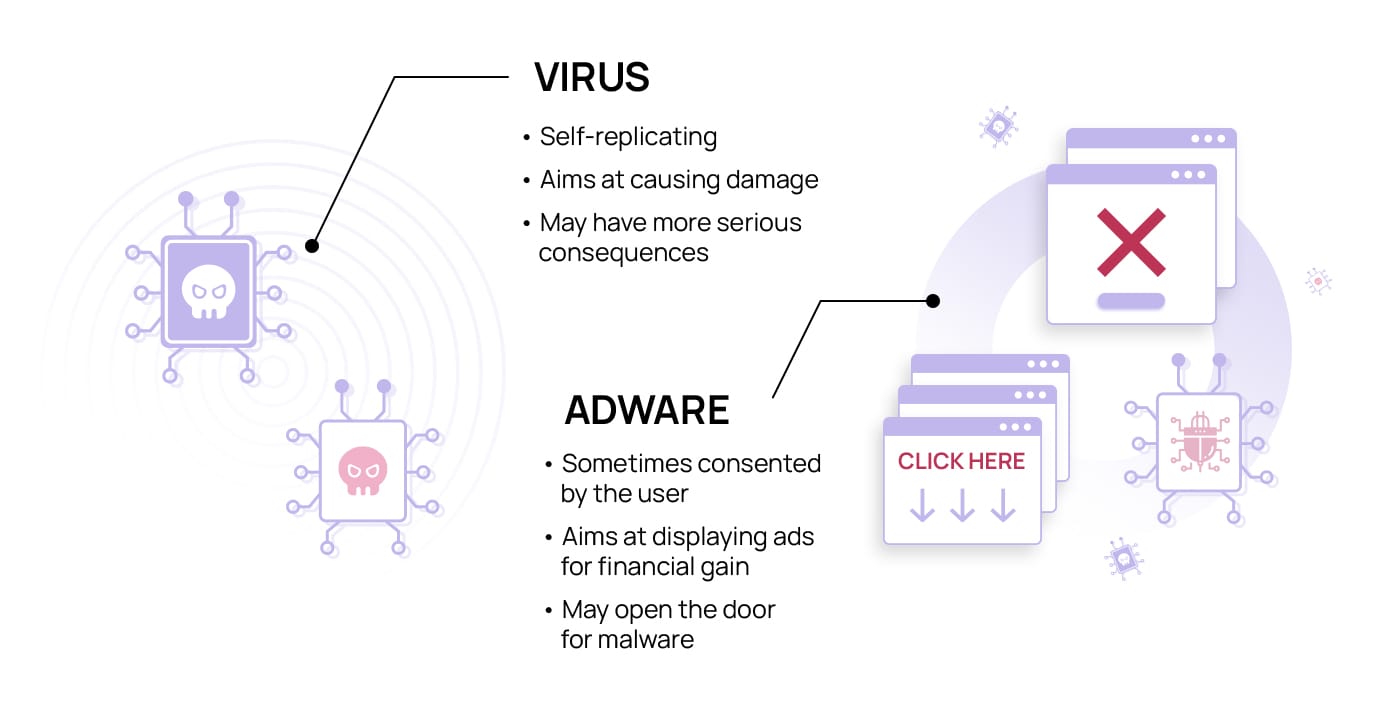 VIRUS
• Self-replicating
• Aims at causing damage
• May have more serious
consequences
ADWARE
• Sometimes consented
by the user
• Aims at displaying ads
for financial gain
• May open the door
for malware
CLICK HERE